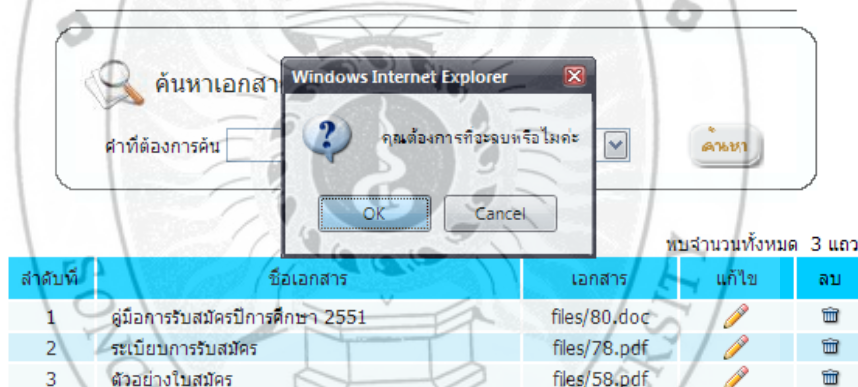 ค้นหาเอกสา
Windows Internet Explorer
คำที่ต้องการค้น
คุณต้องการที่จะลบหรือไม่คะ
ค้นหา
OK Cancel
พบจำนวนทั้งหมด 3 แถว
ลำดับที่ ชื่อเอกสาร เอกสาร แก้ไข ลบ
1 คู่มือการรับสมัครปีการศึกษา 2551 files/80.doc
2 ระเบียบการรับสมัคร files/78.pdf
3 ตัวอย่างใบสมัคร files/58.pdf